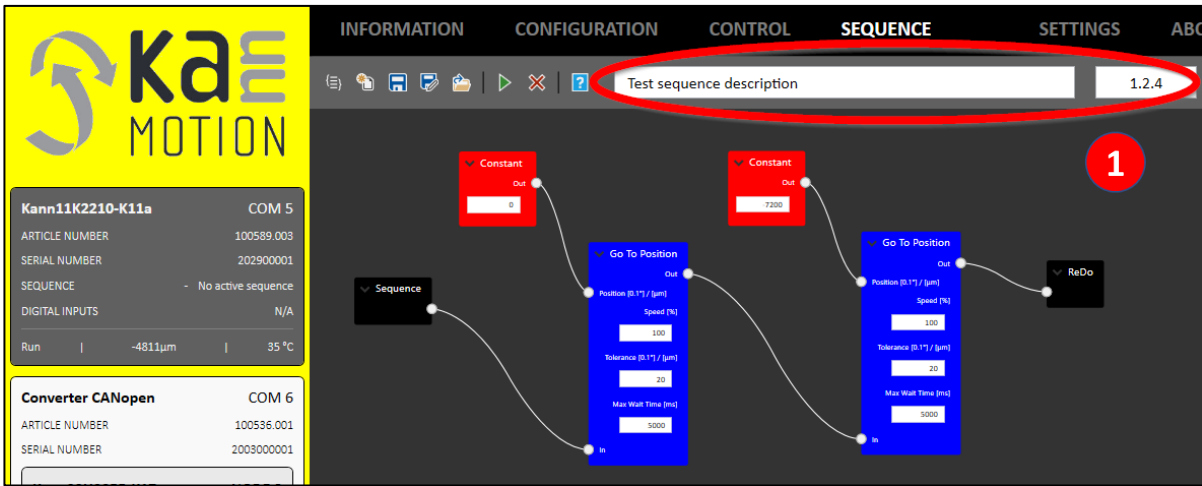 Kamm
MOTION
INFORMATION CONFIGURATION CONTROL SEQUENCE SETTINGS ABO
? Test sequence description 1.2.4
1
Kann11K2210-K11a COM 5
ARTICLE NUMBER 100589.003
SERIAL NUMBER 202900001
SEQUENCE - No active sequence
DIGITAL INPUTS N/A
Run | -4811µm | 35 °C
Converter CANopen COM 6
ARTICLE NUMBER 100536.001
SERIAL NUMBER 2003000001
Sequence
Constant
Out
0
Go To Position
Out
Position [0.1°] / [µm]
Speed [%]
100
Tolerance [0.1°] / [µm]
20
Max Wait Time [ms]
5000
In
Constant
Out
-7200
Go To Position
Out
Position [0.1°] / [µm]
Speed [%]
100
Tolerance [0.1°] / [µm]
20
Max Wait Time [ms]
5000
In
ReDo